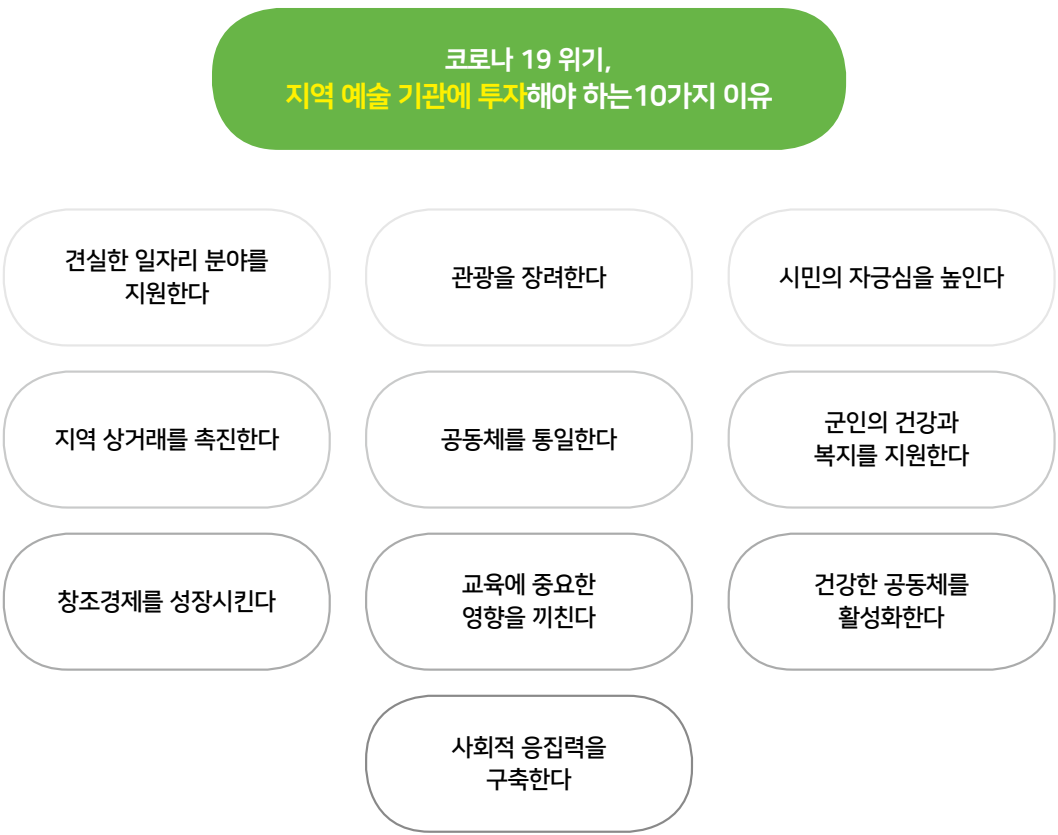 코로나 19 위기,
지역 예술 기관에 투자해야 하는10가지 이유
견실한 일자리 분야를
지원한다
관광을 장려한다
시민의 자긍심을 높인다
지역 상거래를 촉진한다
공동체를 통일한다
군인의 건강과
복지를 지원한다
창조경제를 성장시킨다
교육에 중요한
영향을 끼친다
건강한 공동체를
활성화한다
사회적 응집력을
구축한다